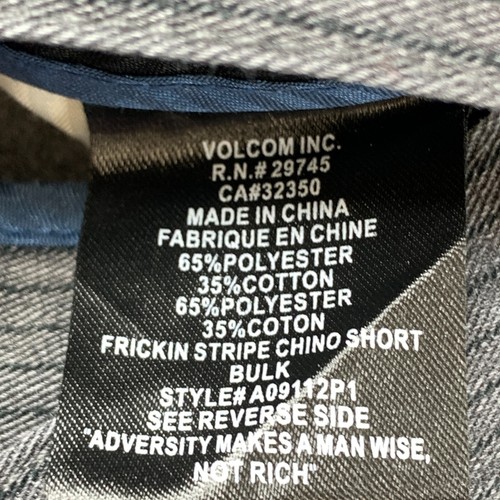 VOLCOM INC.
R.N.# 29745
CA#32350
MADE IN CHINA
FABRIQUE EN CHINE
65%POLYESTER
35%COTTON
65%POLYESTER
35%COTON
FRICKIN STRIPE CHINO SHORT
BULK
STYLE# A09112P1
SEE REVERSE SIDE
"ADVERSITY MAKES A MAN WISE,
NOT RICH"